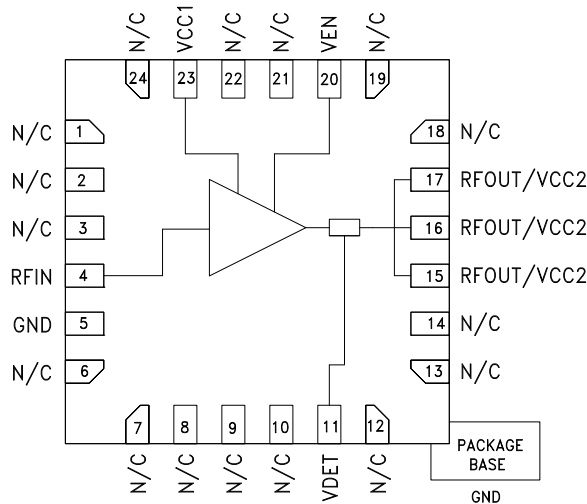 N/C
VCC1
N/C
N/C
VEN
N/C
24
23
22
21
20
19
N/C 1
N/C 2
N/C 3
RFIN 4
GND 5
N/C 6
18 N/C
17 RFOUT/VCC2
16 RFOUT/VCC2
15 RFOUT/VCC2
14 N/C
13 N/C
7
8
9
10
11
12
N/C
N/C
N/C
N/C
VDET
N/C
PACKAGE
BASE
GND